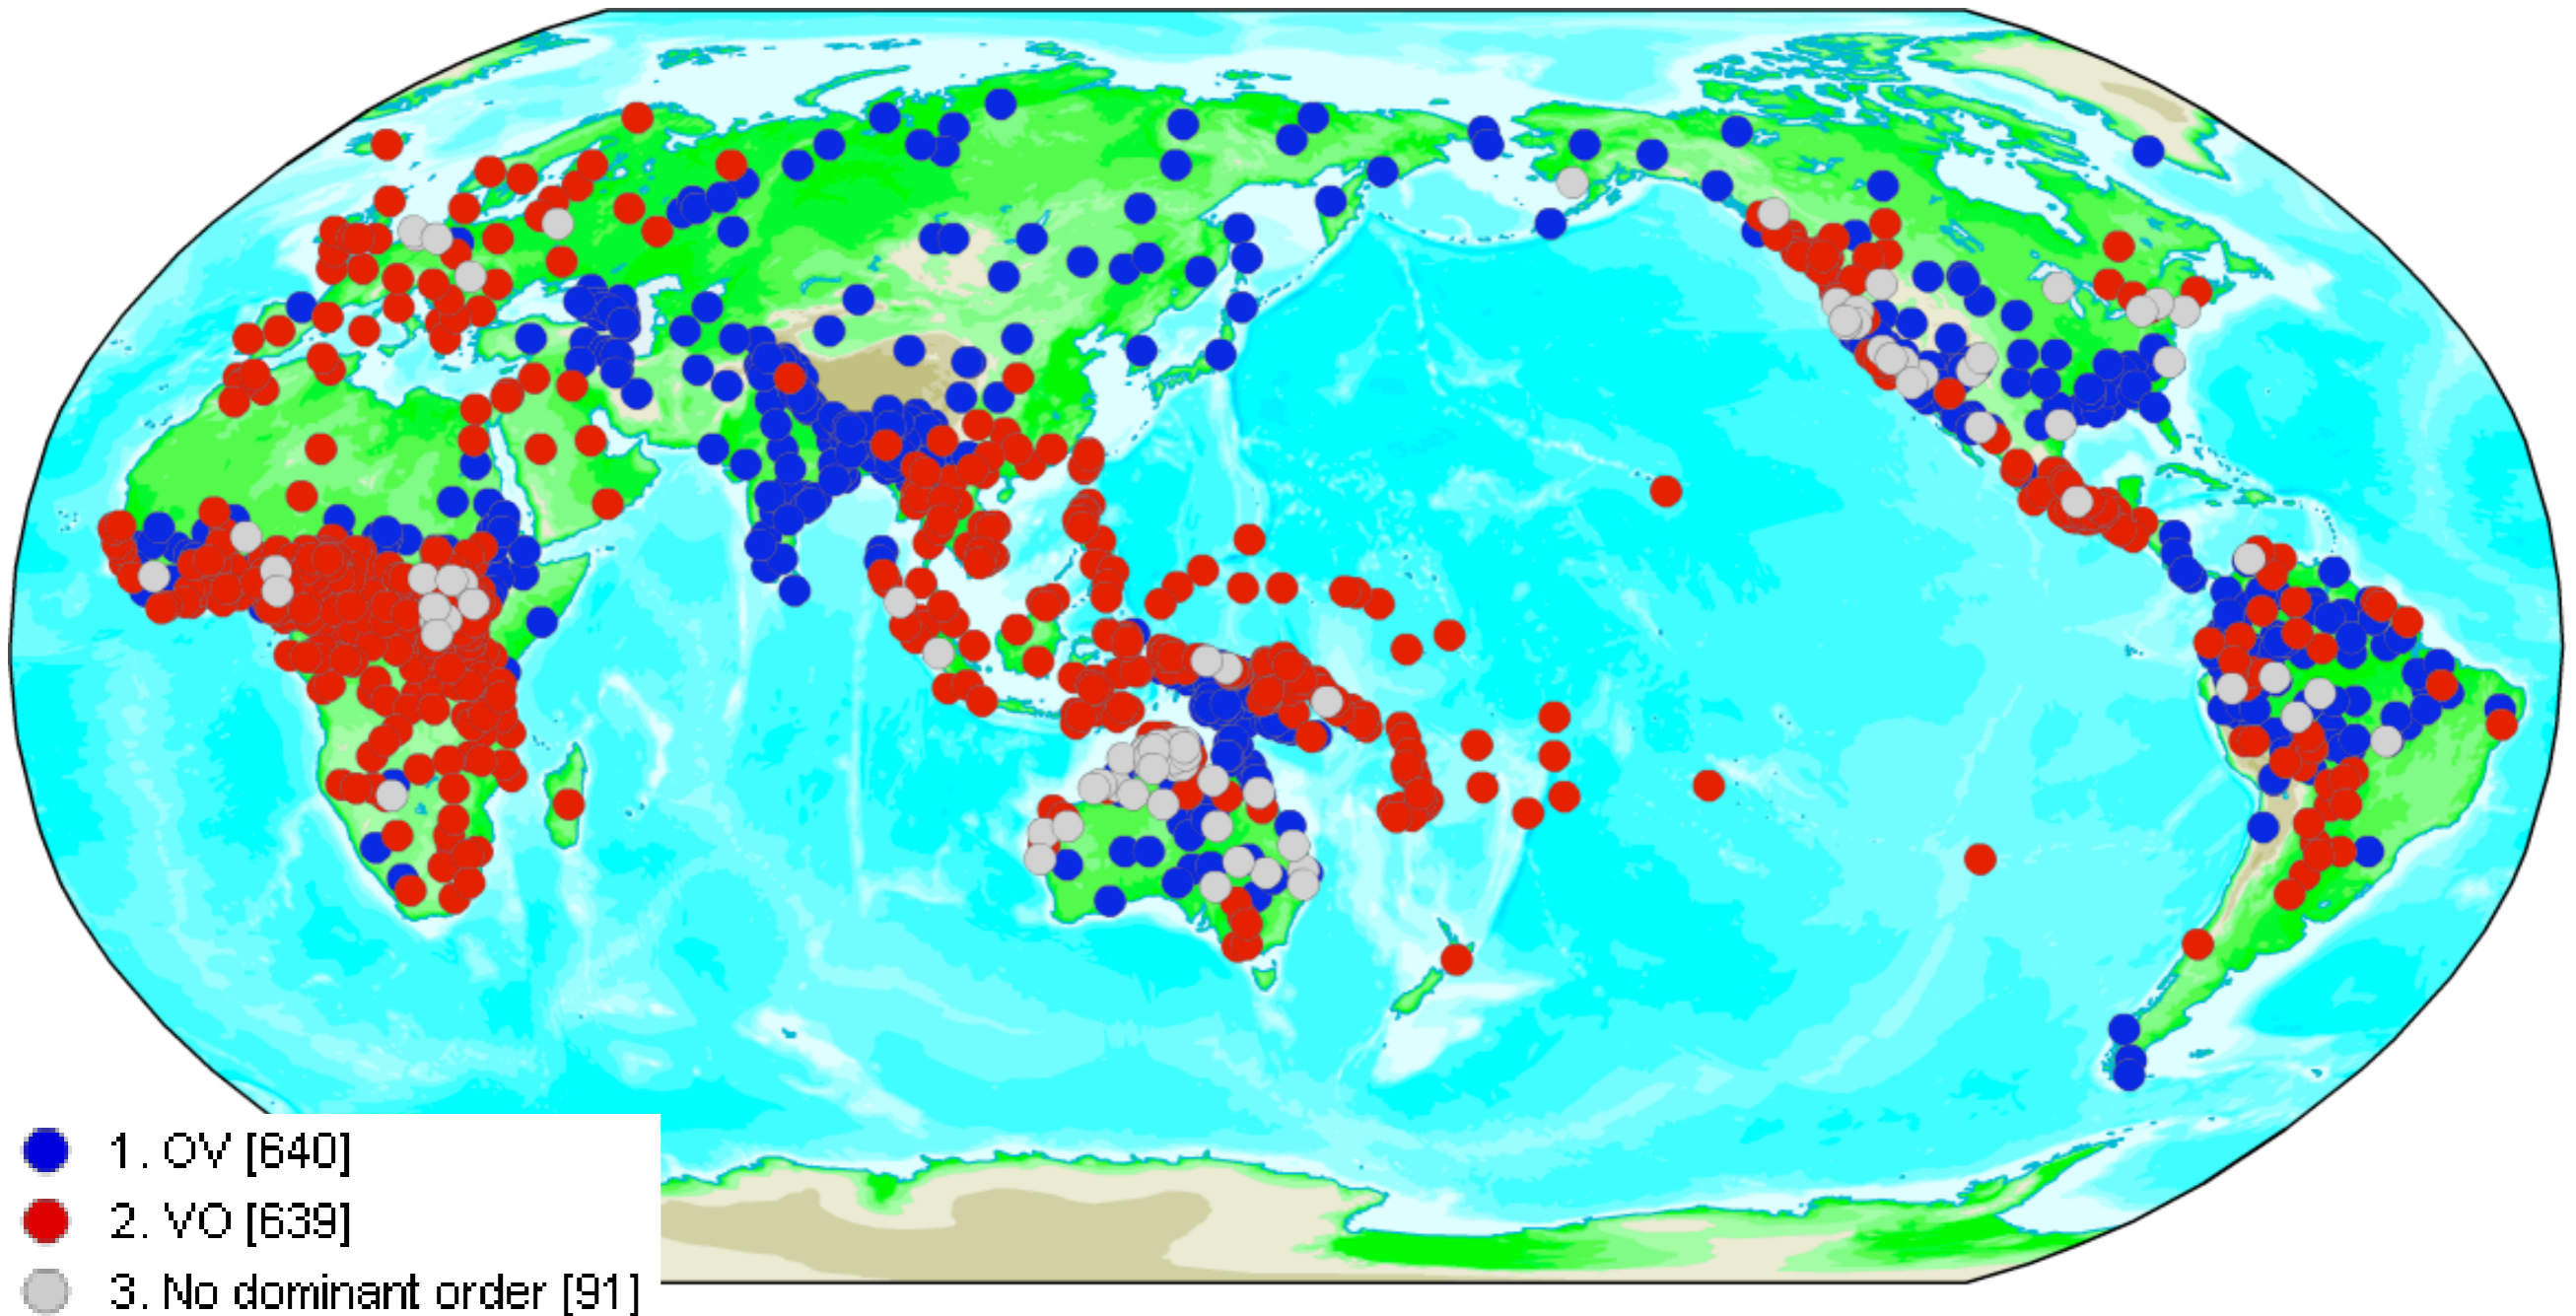 1. OV [640]
2. VO [639]
3. No dominant order [91]